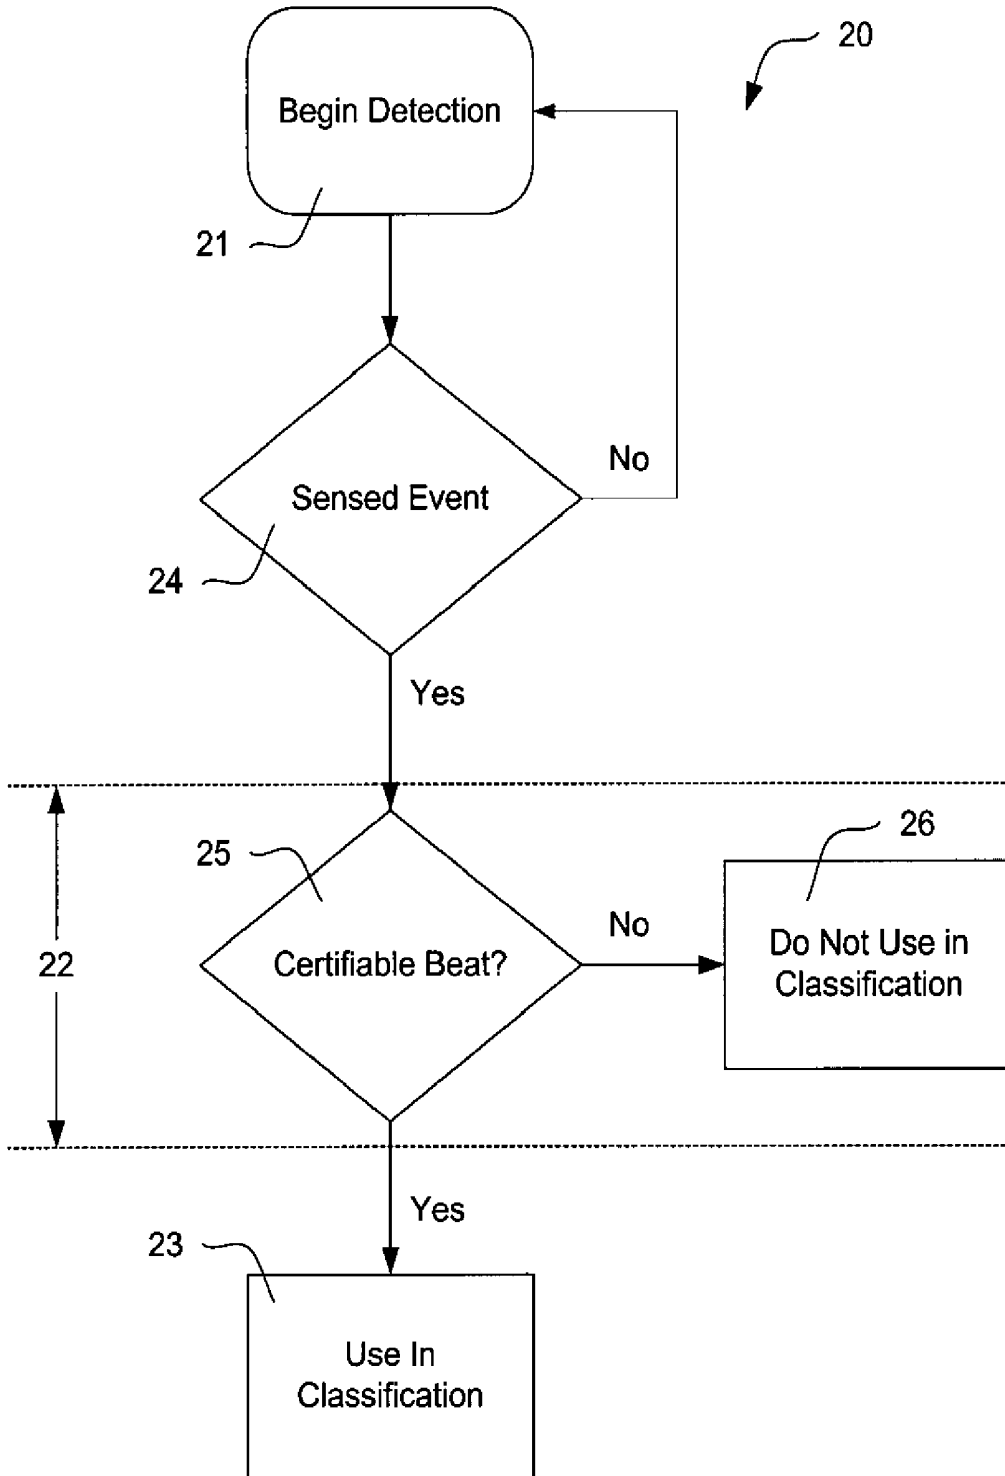 20
Begin Detection
21
No
Sensed Event
24
Yes
26
25
No
Do Not Use in
Classification
22
Certifiable Beat?
Yes
23
Use In
Classification